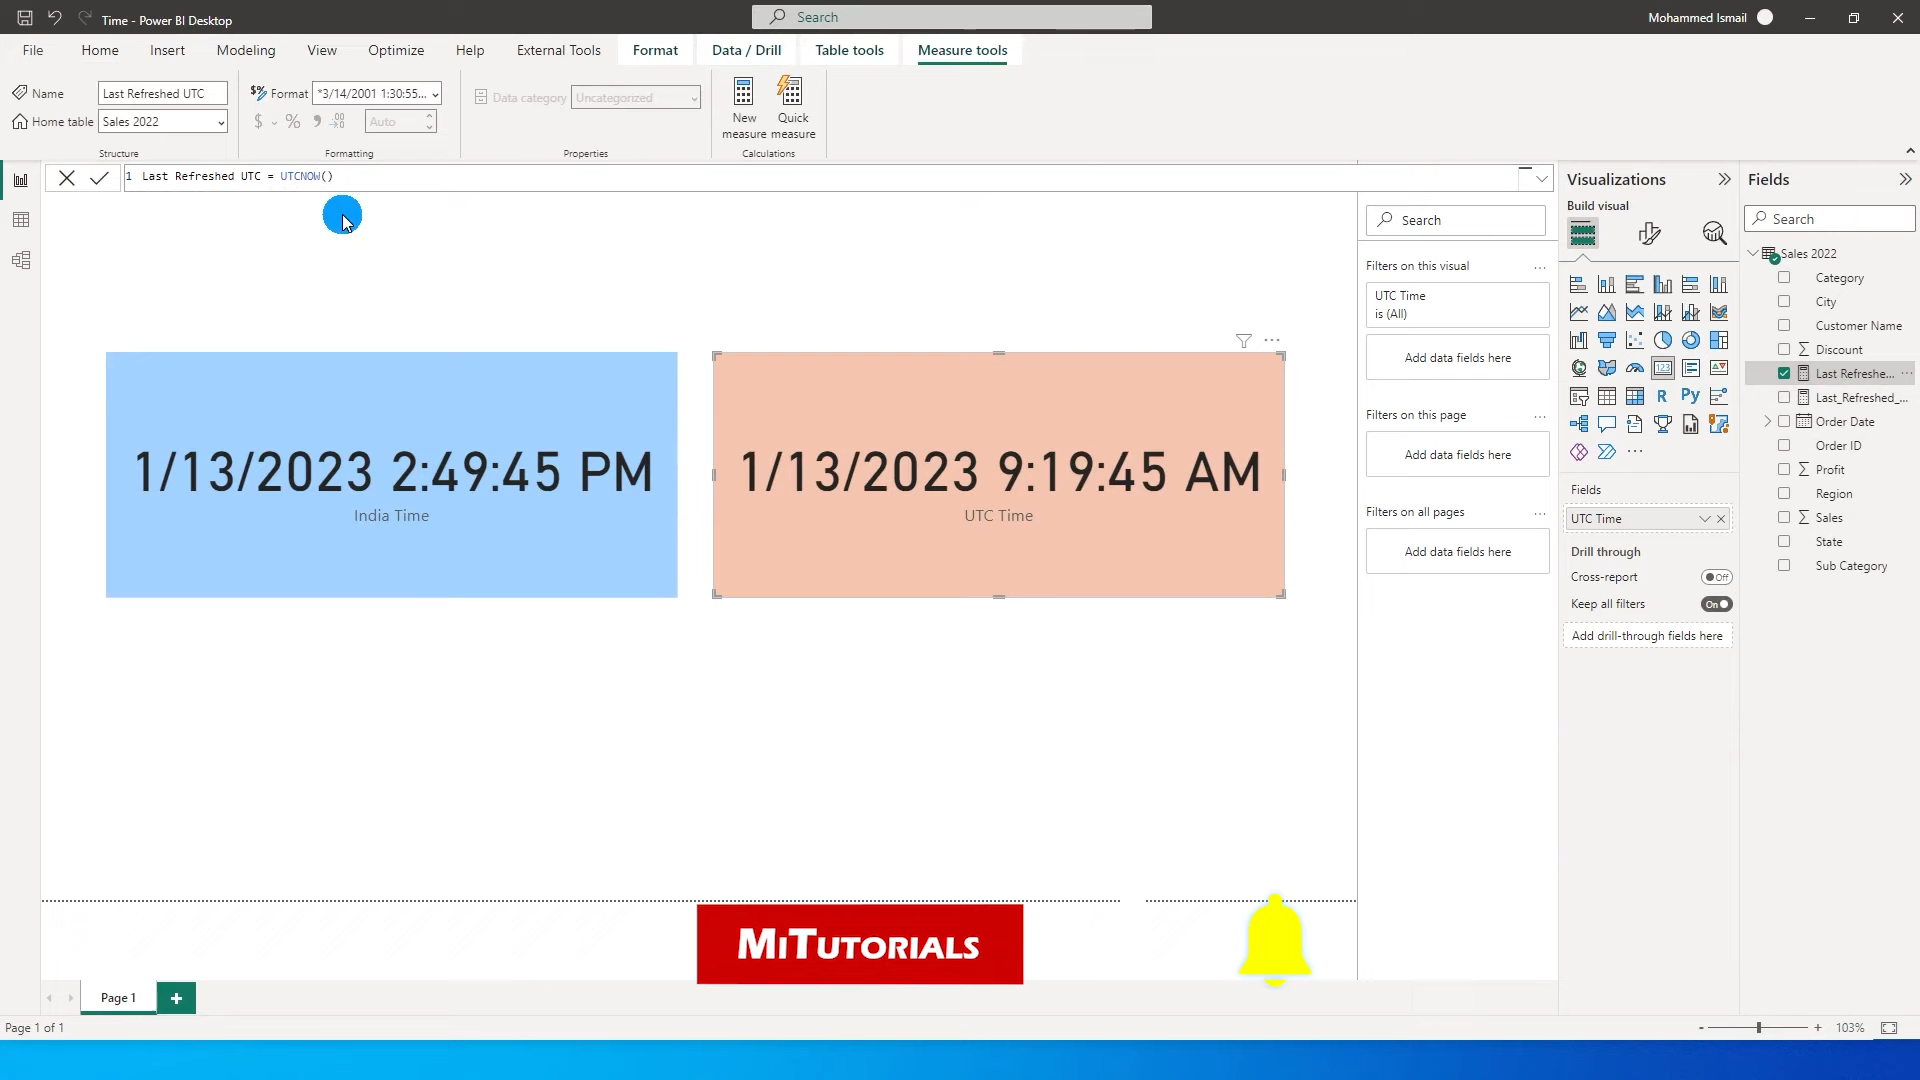 Time - Power BI Desktop
Search
Mohammed Ismail
File Home Insert Modeling View Optimize Help External Tools Format Data / Drill Table tools Measure tools
Name Last Refreshed UTC
Format *3/14/2001 1:30:55...
Data category Uncategorized
New measure
Quick measure
Home table Sales 2022
$ % Auto
Structure Formatting Properties Calculations
1 Last Refreshed UTC = UTCNOW()
1/13/2023 2:49:45 PM
India Time
1/13/2023 9:19:45 AM
UTC Time
Search
Filters on this visual ...
UTC Time
is (All)
Add data fields here
Filters on this page ...
Add data fields here
Filters on all pages ...
Add data fields here
Visualizations
Build visual
123
R Py
...
Fields
UTC Time
Drill through
Cross-report Off
Keep all filters On
Add drill-through fields here
Fields
Search
Sales 2022
Category
City
Customer Name
Discount
Last Refreshe... ...
Last_Refreshed_...
Order Date
Order ID
Profit
Region
Sales
State
Sub Category
MiTutorials
Page 1
+
Page 1 of 1
- + 103%